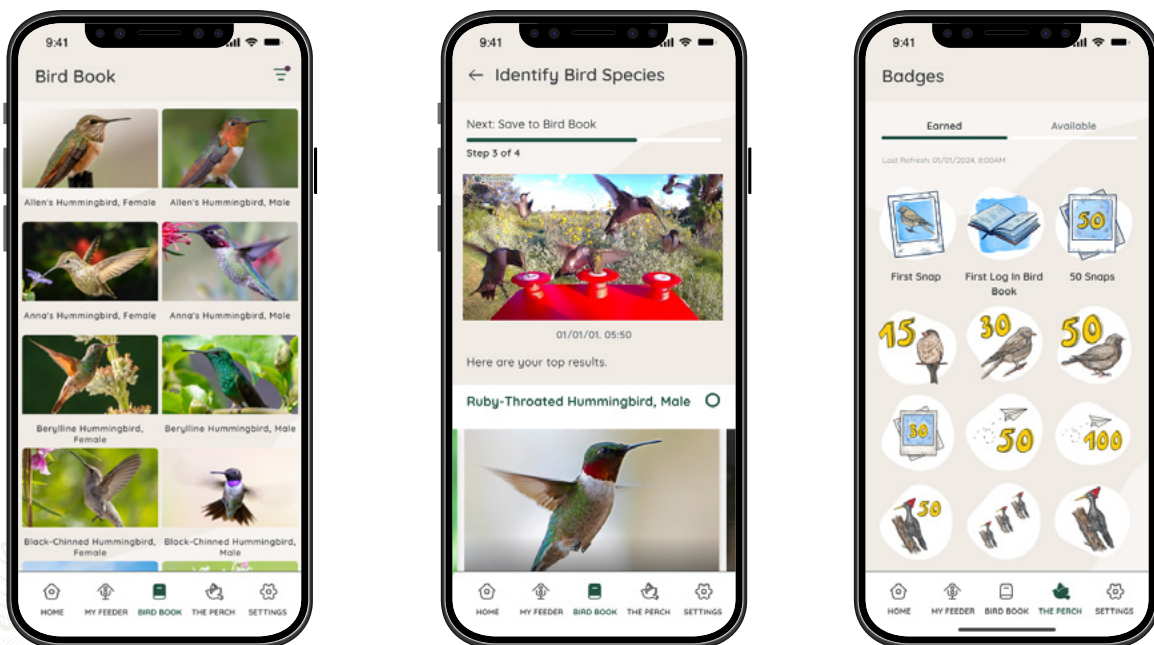 9:41
Bird Book
Allen's Hummingbird, Female
Allen's Hummingbird, Male
Anna's Hummingbird, Female
Anna's Hummingbird, Male
Berylline Hummingbird,
Female
Berylline Hummingbird, Male
Black-Chinned Hummingbird,
Female
Black-Chinned Hummingbird,
Male
HOME
MY FEEDER
BIRD BOOK
THE PERCH
SETTINGS
9:41
Identify Bird Species
Next: Save to Bird Book
Step 3 of 4
01/01/01. 05:50
Here are your top results.
Ruby-Throated Hummingbird, Male
HOME
MY FEEDER
BIRD BOOK
THE PERCH
SETTINGS
9:41
Badges
Earned
Available
Last Refresh: 01/01/2024, 8:00AM
50
First Snap
First Log In Bird
Book
50 Snaps
15
30
50
30
50
100
50
HOME
MY FEEDER
BIRD BOOK
THE PERCH
SETTINGS